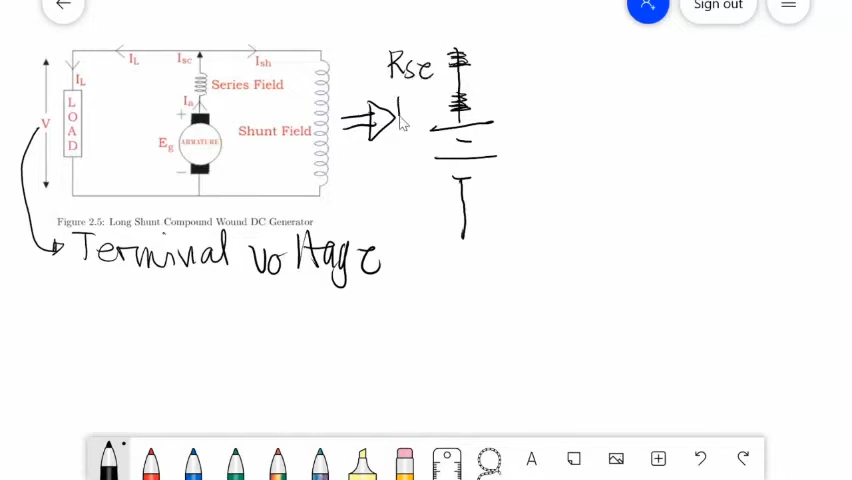 Sign out
IL
Isc
Ish
Rse
IL
Series Field
L
O
A
D
Ia
+
V
Shunt Field
Eg
ARMATURE
-
-
Figure 2.5: Long Shunt Compound Wound DC Generator
Terminal voltage
A